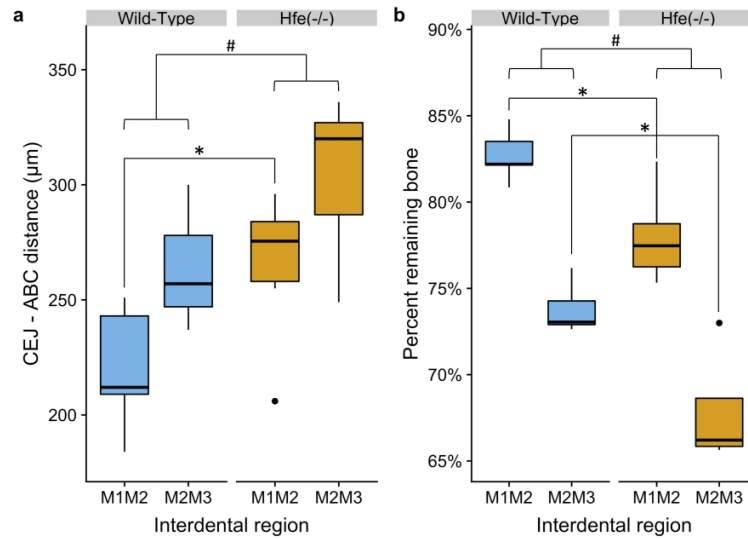 a
Wild-Type
Hfe(-/-)
#
*
350
300
250
200
CEJ - ABC distance (µm)
M1M2
M2M3
M1M2
M2M3
Interdental region
b
Wild-Type
Hfe(-/-)
#
*
*
90%
85%
80%
75%
70%
65%
Percent remaining bone
M1M2
M2M3
M1M2
M2M3
Interdental region